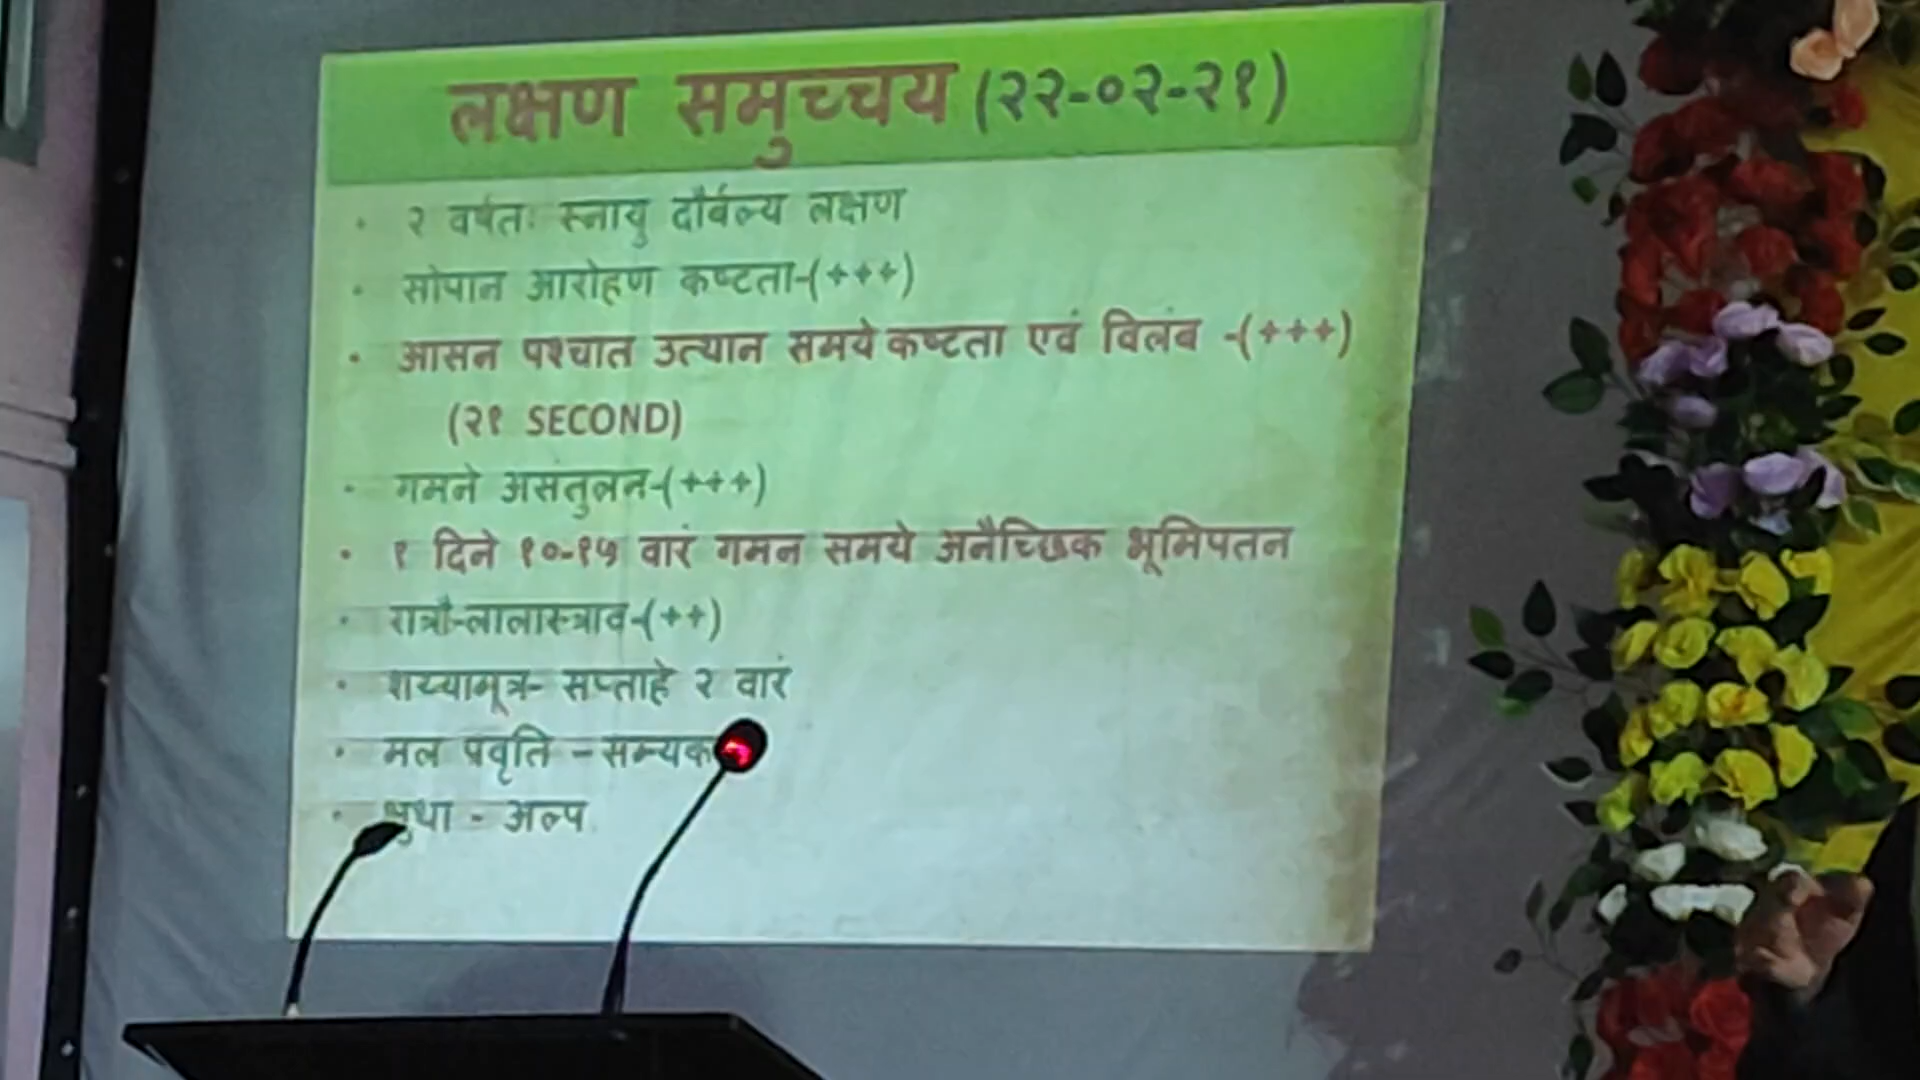 लक्षण समुच्चय (२२-०२-२१)
• २ वर्षतः स्नायु दौर्बल्य लक्षण
• सोपान आरोहण कष्टता-(+++)
• आसन पश्चात उत्थान समये कष्टता एवं विलंब -(+++)
(२१ SECOND)
• गमने असंतुलन-(+++)
• १ दिने १०-१५ वारं गमन समये अनैच्छिक भूमिपतन
• रात्रौ-लालास्त्राव-(++)
• शय्यामूत्र- सप्ताहे २ वारं
• मल प्रवृति - सम्यक
• क्षुधा - अल्प